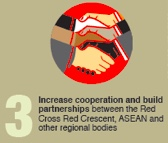 3
Increase cooperation and build
partnerships between the Red
Cross Red Crescent, ASEAN and
other regional bodies